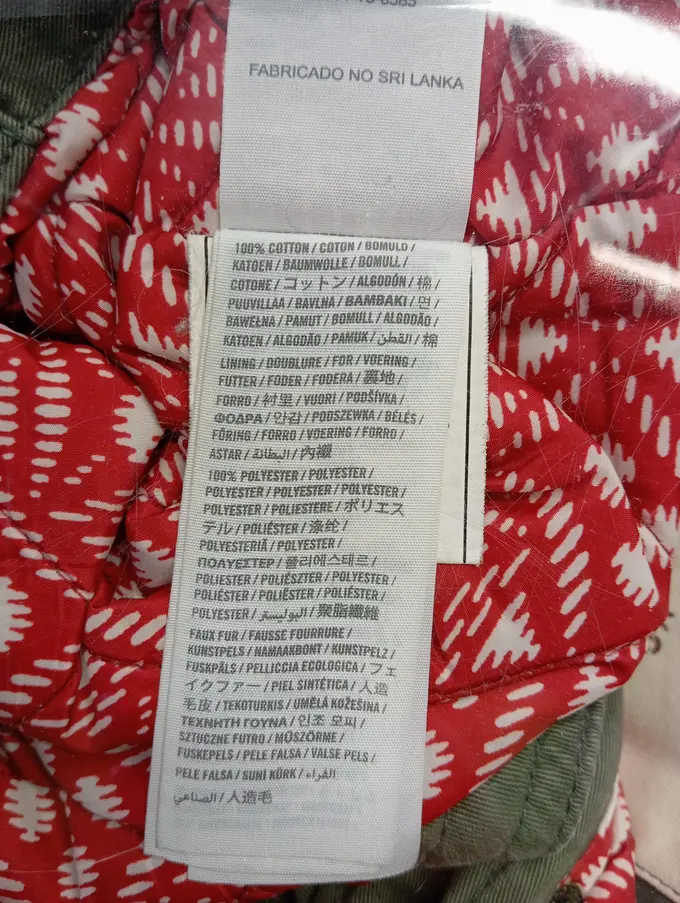 FABRICADO NO SRI LANKA
100% COTTON / COTON / BOMULD /
KATOEN / BAUMWOLLE / BOMULL /
COTONE / コットン / ALGODÓN / 棉 /
PUUVILLAA / BAVLNA / BAMBAKI / 면 /
BAWEŁNA / PAMUT / BOMULL / ALGODÃO /
KATOEN / ALGODÃO / PAMUK / القطن / 棉
LINING / DOUBLURE / FOR / VOERING /
FUTTER / FODER / FODERA / 裏地 /
FORRO / 衬里 / VUORI / PODŠÍVKA /
ΦΟΔΡΑ / 안감 / PODSZEWKA / BÉLÉS /
FÔRING / FORRO / VOERING / FORRO /
ASTAR / البطانة / 內襯
100% POLYESTER / POLYESTER /
POLYESTER / POLYESTER / POLYESTER /
POLYESTER / POLIESTERE / ポリエス
テル / POLIÉSTER / 涤纶 /
POLYESTERIÄ / POLYESTER /
ΠΟΛΥΕΣΤΕΡ / 폴리에스테르 /
POLIESTER / POLIÉSZTER / POLYESTER /
POLIÉSTER / POLYESTER / POLIÉSTER /
POLYESTER / البوليستر / 聚脂纖維
FAUX FUR / FAUSSE FOURRURE /
KUNSTPELS / NAMAAKBONT / KUNSTPELZ /
FUSKPÄLS / PELLICCIA ECOLOGICA / フェ
イクファー / PIEL SINTÉTICA / 人造
毛皮 / TEKOTURKIS / UMĚLÁ KOŽEŠINA /
ΤΕΧΝΗΤΗ ΓΟΥΝΑ / 인조 모피 /
SZTUCZNE FUTRO / MŰSZŐRME /
FUSKEPELS / PELE FALSA / VALSE PELS /
PELE FALSA / SUNİ KÜRK / الفراء
الصناعي / 人造毛